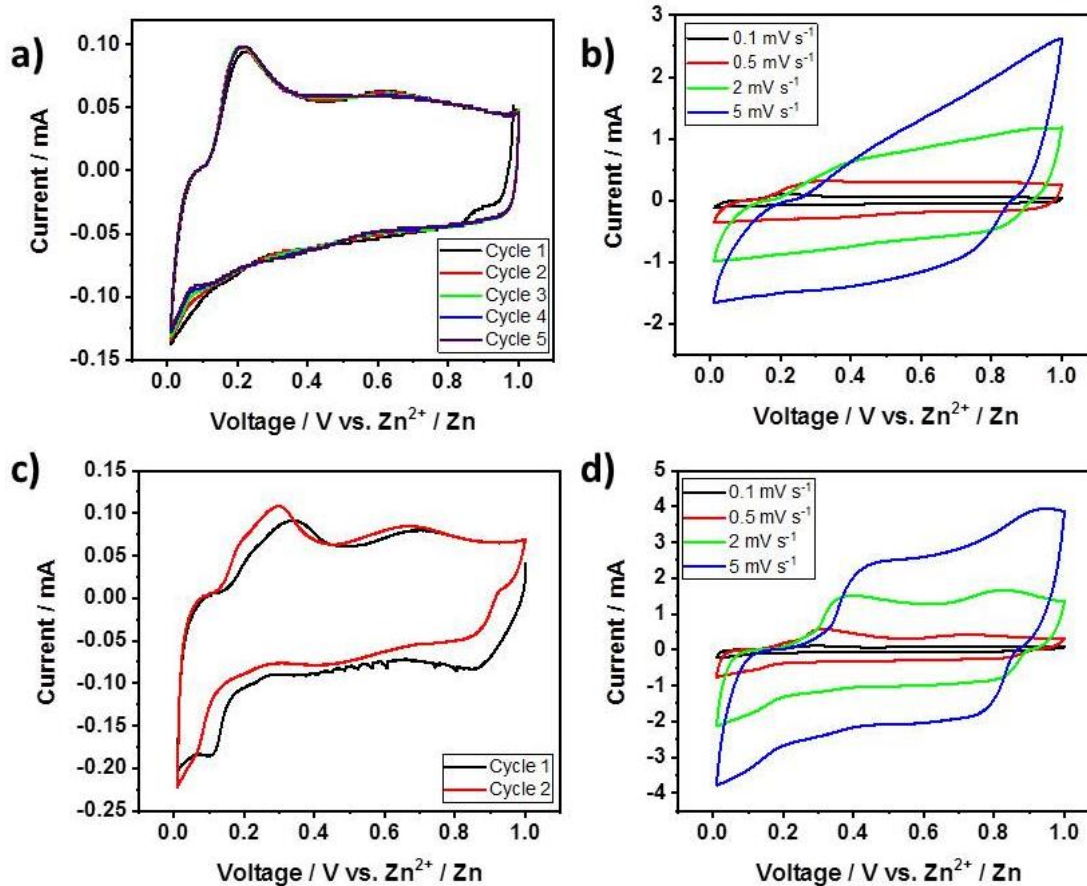 a)
0.10
0.05
0.00
-0.05
-0.10
-0.15
Current / mA
Cycle 1
Cycle 2
Cycle 3
Cycle 4
Cycle 5
0.0 0.2 0.4 0.6 0.8 1.0
Voltage / V vs. Zn²⁺ / Zn
b)
3
2
1
0
-1
-2
Current / mA
0.1 mV s⁻¹
0.5 mV s⁻¹
2 mV s⁻¹
5 mV s⁻¹
0.0 0.2 0.4 0.6 0.8 1.0
Voltage / V vs. Zn²⁺ / Zn
c)
0.15
0.10
0.05
0.00
-0.05
-0.10
-0.15
-0.20
-0.25
Current / mA
Cycle 1
Cycle 2
0.0 0.2 0.4 0.6 0.8 1.0
Voltage / V vs. Zn²⁺ / Zn
d)
5
4
3
2
1
0
-1
-2
-3
-4
Current / mA
0.1 mV s⁻¹
0.5 mV s⁻¹
2 mV s⁻¹
5 mV s⁻¹
0.0 0.2 0.4 0.6 0.8 1.0
Voltage / V vs. Zn²⁺ / Zn